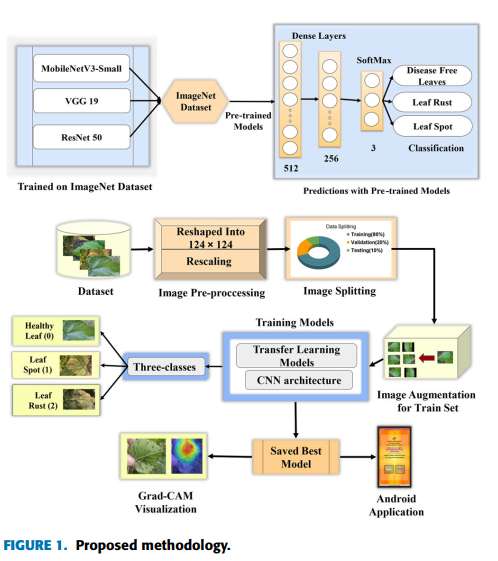 Dense Layers
MobileNetV3-Small
VGG 19
ResNet 50
Trained on ImageNet Dataset
ImageNet
Dataset
Pre-trained
Models
SoftMax
512
256
3
Disease Free
Leaves
Leaf Rust
Leaf Spot
Classification
Predictions with Pre-trained Models
Dataset
Reshaped Into
124 × 124
Rescaling
Image Pre-proccessing
Data Splitting
Training(80%)
Validation(20%)
Testing(10%)
Image Splitting
Training Models
Transfer Learning
Models
CNN architecture
Image Augmentation
for Train Set
Three-classes
Healthy
Leaf (0)
Leaf
Spot (1)
Leaf
Rust (2)
Saved Best
Model
Grad-CAM
Visualization
Android
Application
FIGURE 1. Proposed methodology.